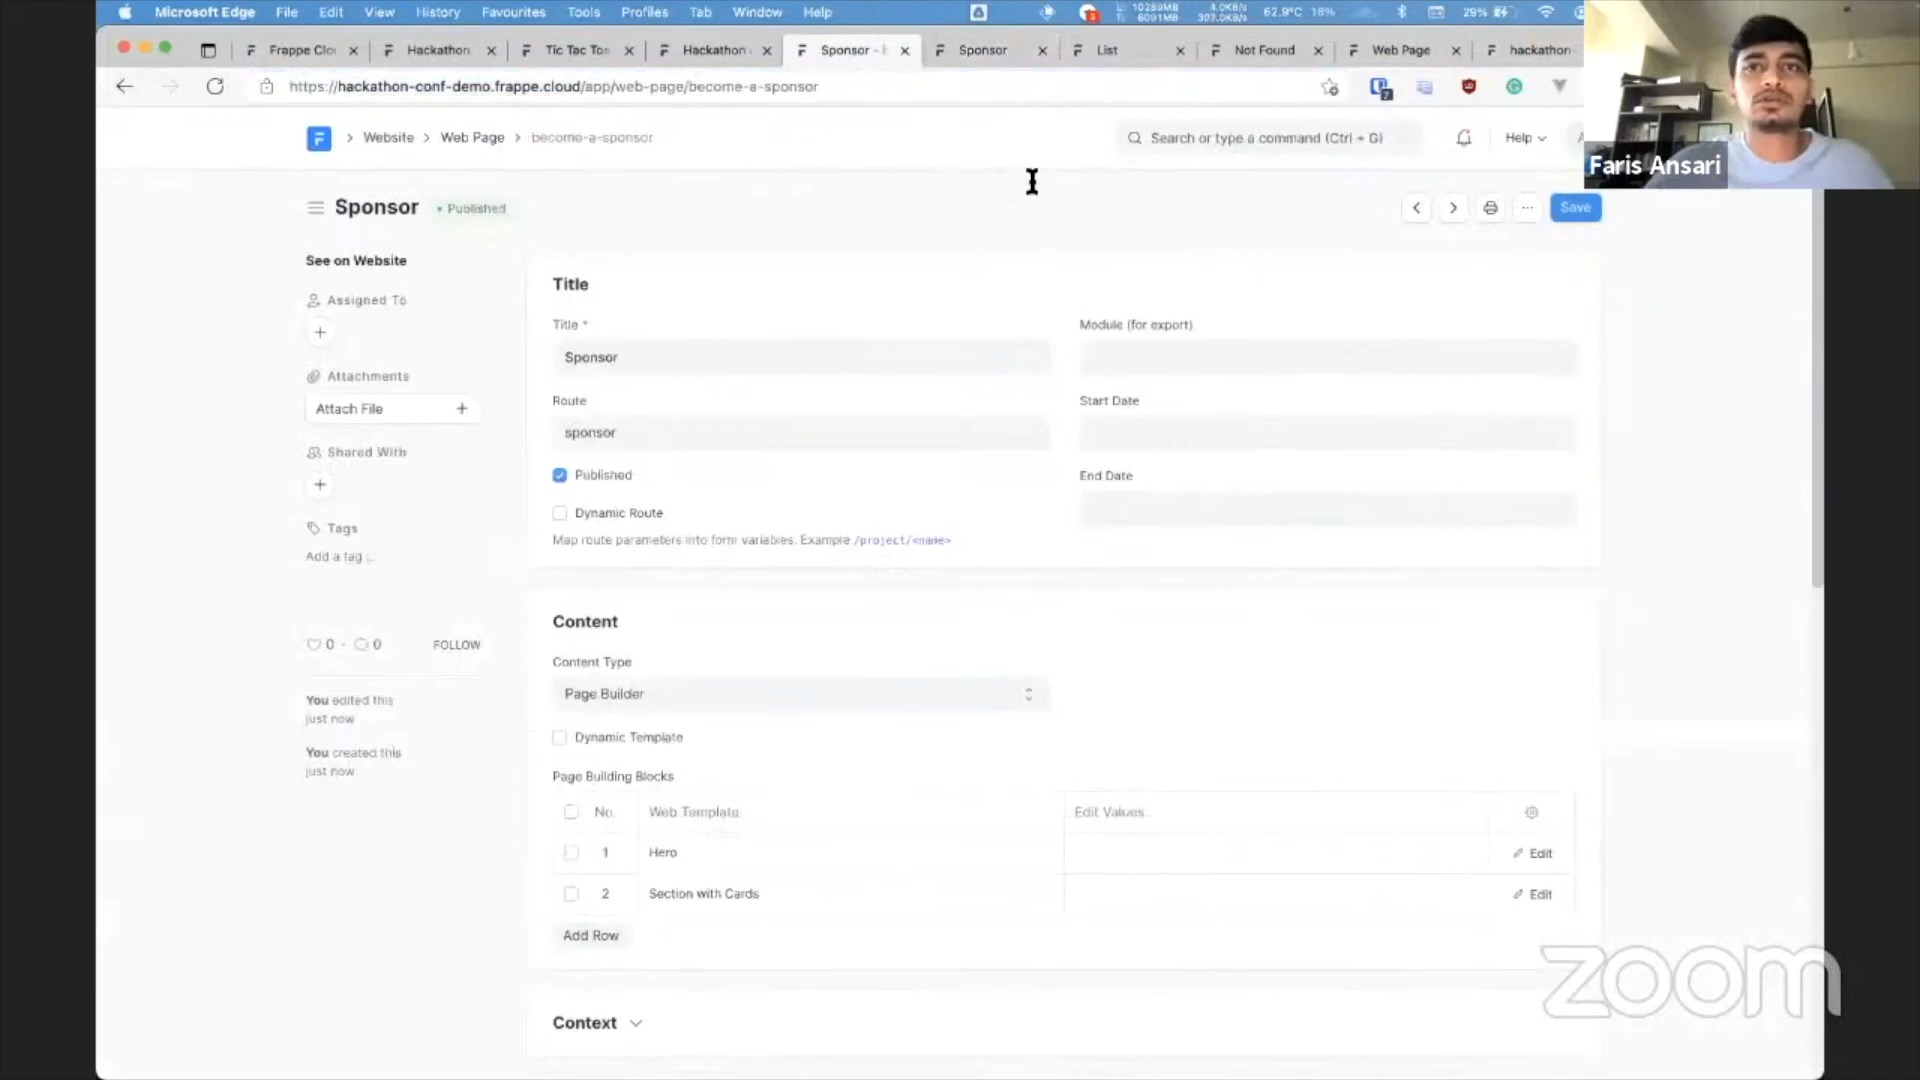 Microsoft Edge File Edit View History Favourites Tools Profiles Tab Window Help 62.9°C 18% 29%
Frappe Clou Hackathon Tic Tac Toe Hackathon Sponsor - Sponsor List Not Found Web Page hackathon-
https://hackathon-conf-demo.frappe.cloud/app/web-page/become-a-sponsor
Website Web Page become-a-sponsor
Search or type a command (Ctrl + G)
Help
Faris Ansari
Sponsor
Published
Save
See on Website
Assigned To
Attachments
Attach File
Shared With
Tags
Add a tag ...
0 · 0 FOLLOW
You edited this
just now
You created this
just now
Title
Title *
Sponsor
Module (for export)
Route
sponsor
Start Date
Published
End Date
Dynamic Route
Map route parameters into form variables. Example /project/<name>
Content
Content Type
Page Builder
Dynamic Template
Page Building Blocks
No. Web Template Edit Values
1 Hero Edit
2 Section with Cards Edit
Add Row
Context
zoom